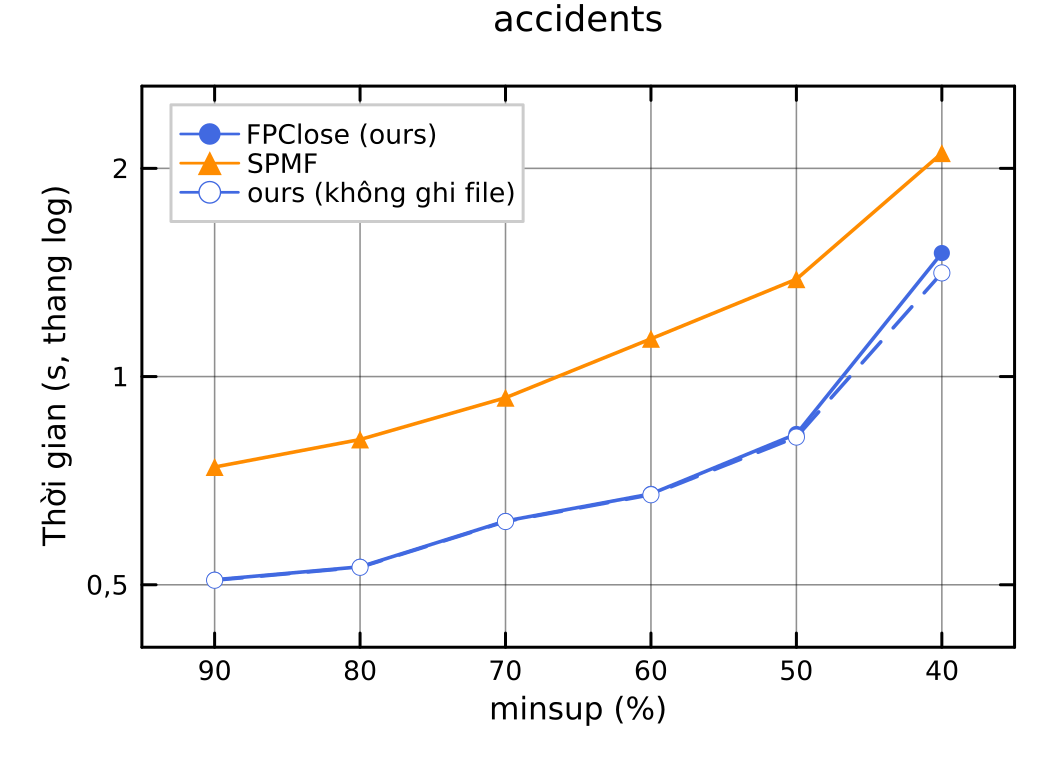 accidents
FPClose (ours)
SPMF
ours (không ghi file)
Thời gian (s, thang log)
2
1
0,5
90 80 70 60 50 40
minsup (%)